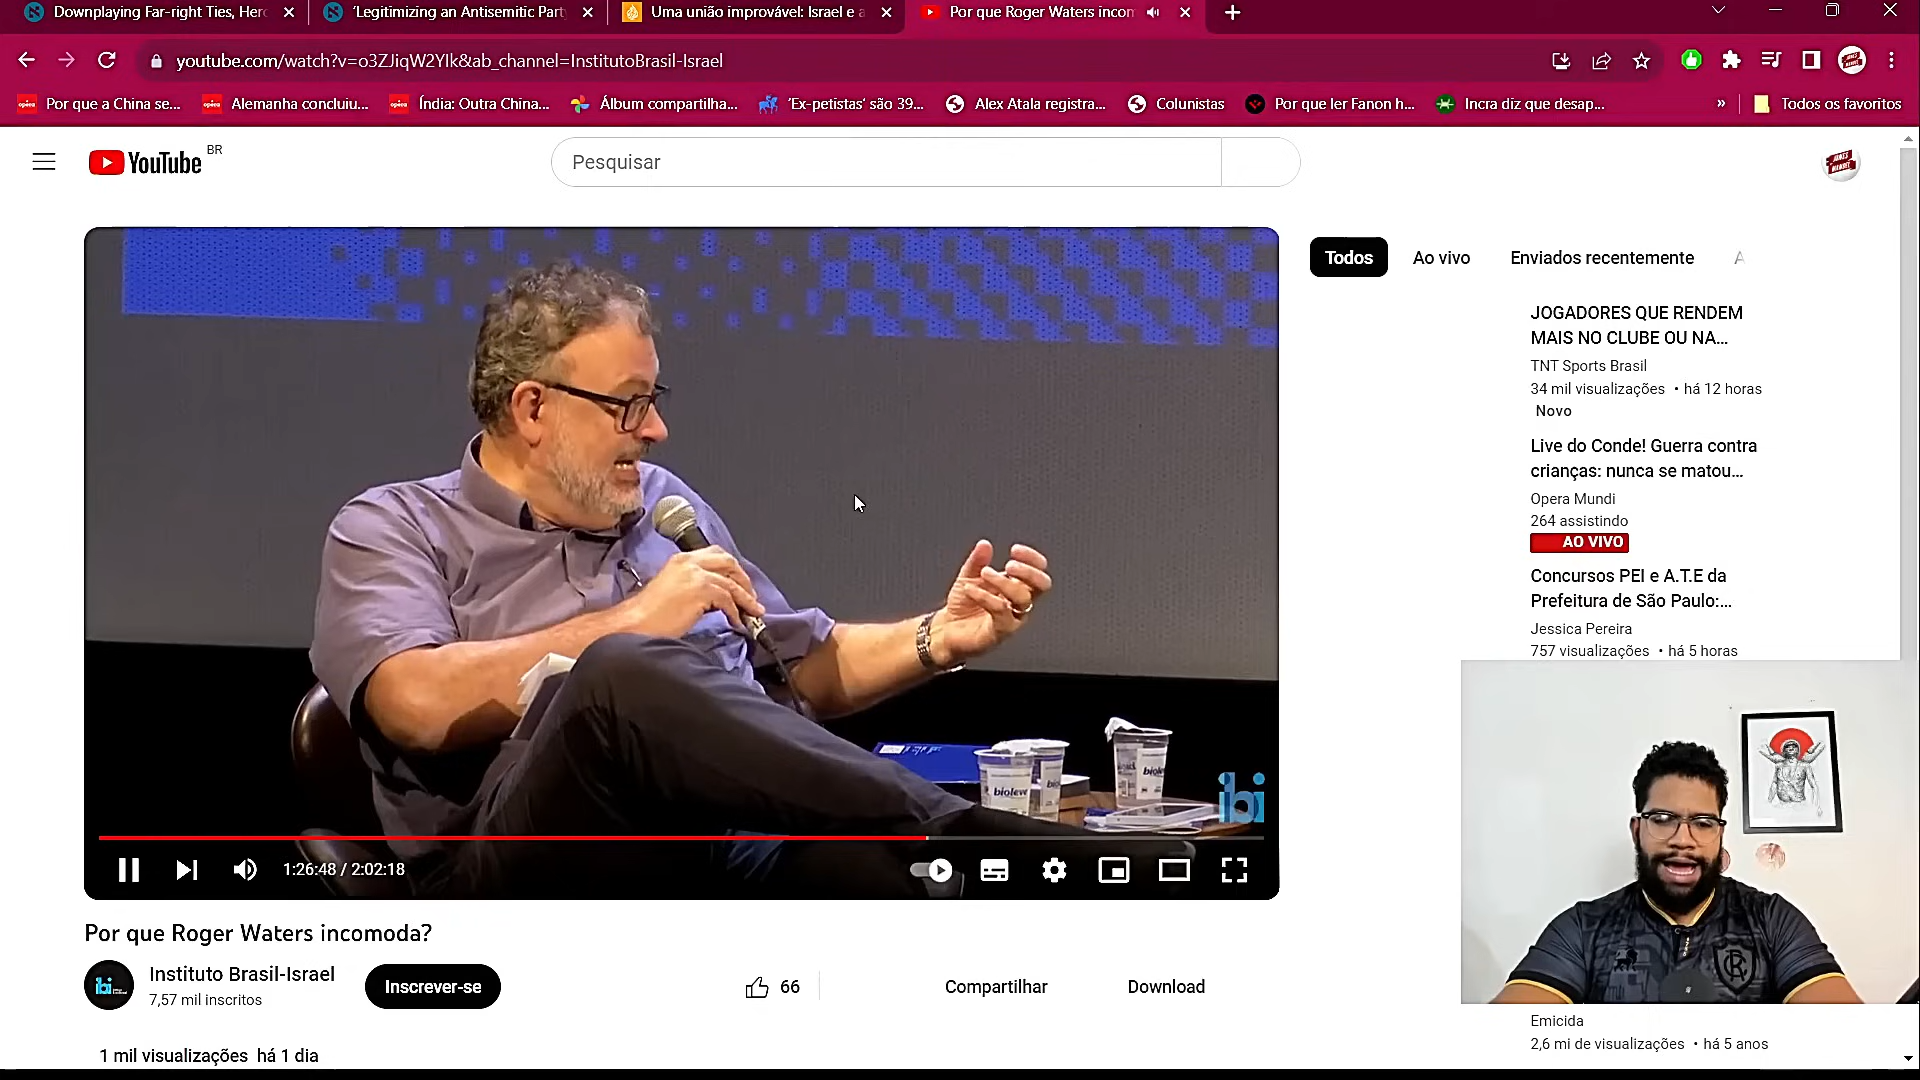 Downplaying Far-right Ties, Her
'Legitimizing an Antisemitic Part
Uma união improvável: Israel e a
Por que Roger Waters incom
youtube.com/watch?v=o3ZJiqW2YIk&ab_channel=InstitutoBrasil-Israel
Por que a China se...
Alemanha concluiu...
Índia: Outra China...
Álbum compartilha...
'Ex-petistas' são 39...
Alex Atala registra...
Colunistas
Por que ler Fanon h...
Incra diz que desap...
»
Todos os favoritos
YouTube BR
Pesquisar
Todos
Ao vivo
Enviados recentemente
A
JOGADORES QUE RENDEM
MAIS NO CLUBE OU NA...
TNT Sports Brasil
34 mil visualizações • há 12 horas
Novo
Live do Conde! Guerra contra
crianças: nunca se matou...
Opera Mundi
264 assistindo
AO VIVO
Concursos PEI e A.T.E da
Prefeitura de São Paulo:...
Jessica Pereira
757 visualizações • há 5 horas
bioleve
ibi
1:26:48 / 2:02:18
Por que Roger Waters incomoda?
ibi
Instituto Brasil-Israel
7,57 mil inscritos
Inscrever-se
66
Compartilhar
Download
1 mil visualizações há 1 dia
Emicida
2,6 mi de visualizações • há 5 anos